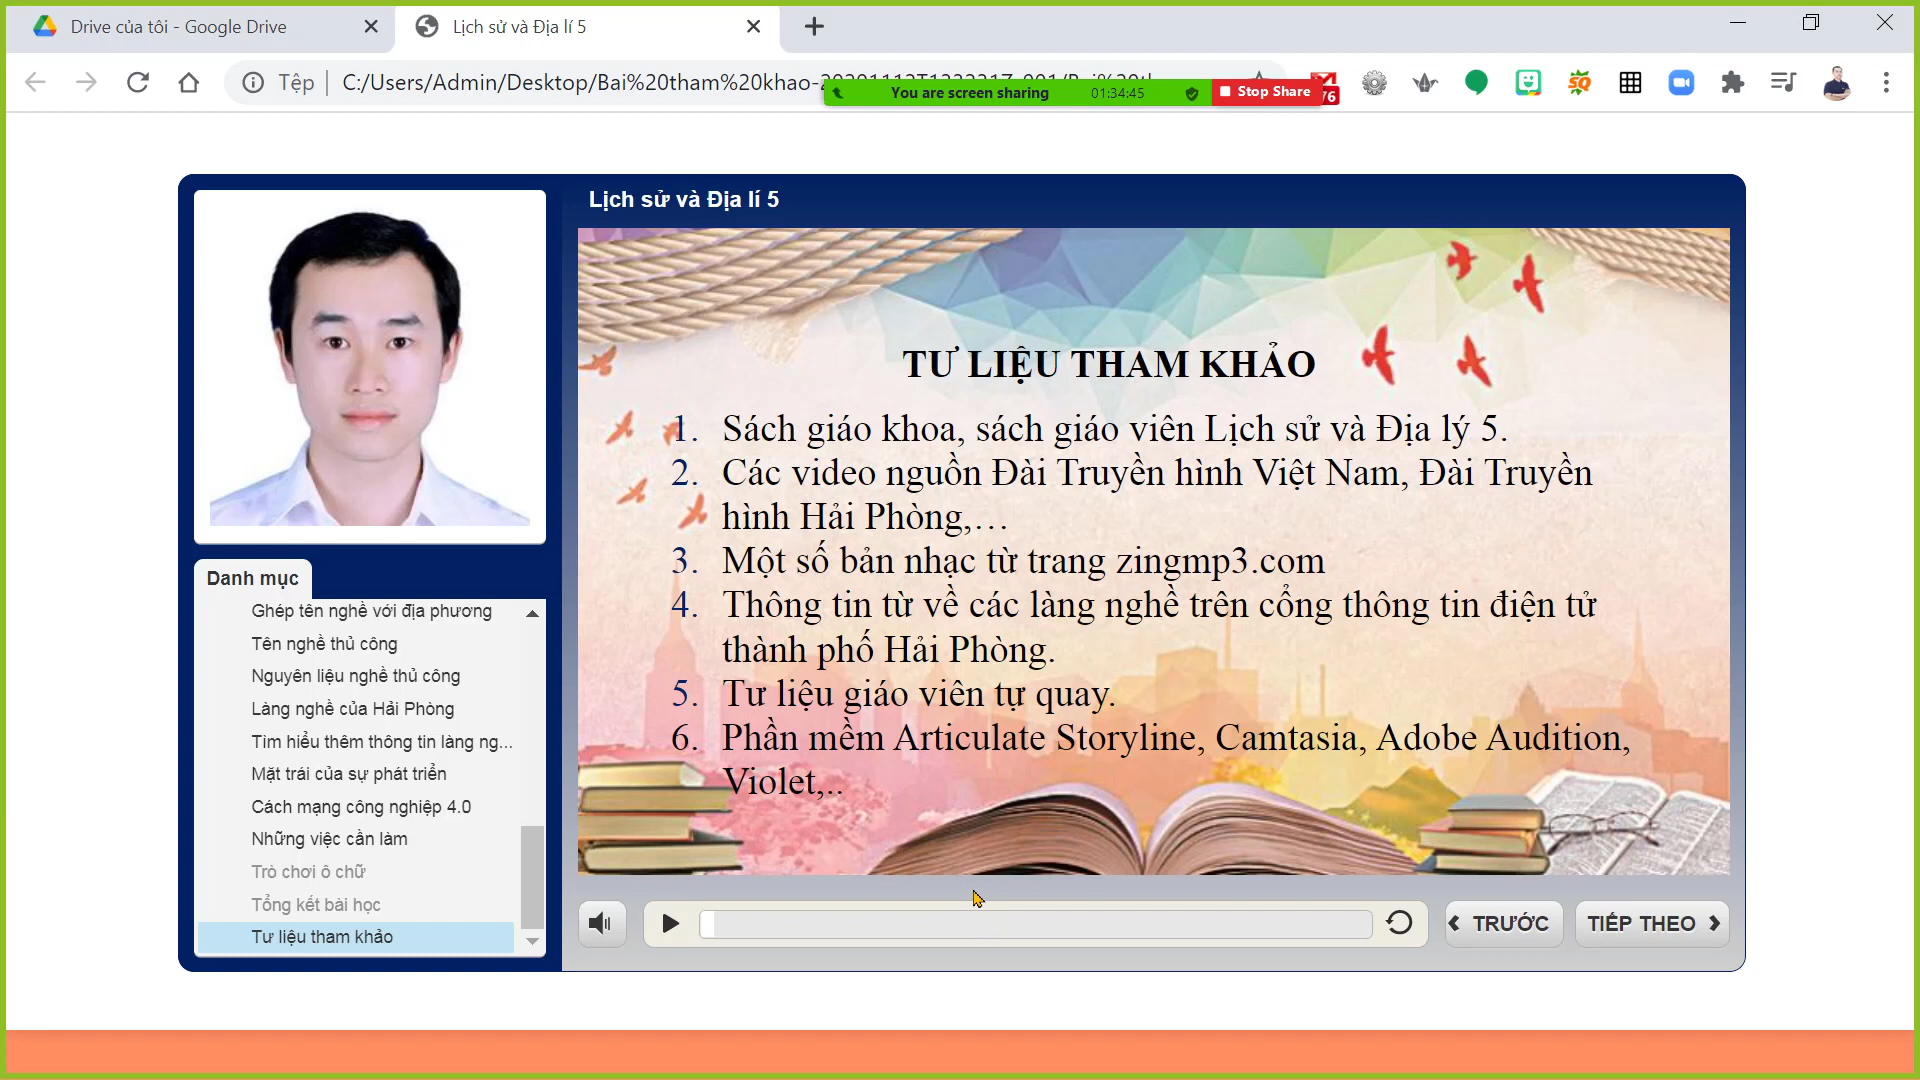 Drive của tôi - Google Drive
Lịch sử và Địa lí 5
Tệp
C:/Users/Admin/Desktop/Bai%20tham%20khao-
You are screen sharing
01:34:45
Stop Share
76
Lịch sử và Địa lí 5
TƯ LIỆU THAM KHẢO
1. Sách giáo khoa, sách giáo viên Lịch sử và Địa lý 5.
2. Các video nguồn Đài Truyền hình Việt Nam, Đài Truyền
hình Hải Phòng,…
3. Một số bản nhạc từ trang zingmp3.com
4. Thông tin từ về các làng nghề trên cổng thông tin điện tử
thành phố Hải Phòng.
5. Tư liệu giáo viên tự quay.
6. Phần mềm Articulate Storyline, Camtasia, Adobe Audition,
Violet,..
Danh mục
Ghép tên nghề với địa phương
Tên nghề thủ công
Nguyên liệu nghề thủ công
Làng nghề của Hải Phòng
Tìm hiểu thêm thông tin làng ng...
Mặt trái của sự phát triển
Cách mạng công nghiệp 4.0
Những việc cần làm
Trò chơi ô chữ
Tổng kết bài học
Tư liệu tham khảo
TRƯỚC
TIẾP THEO